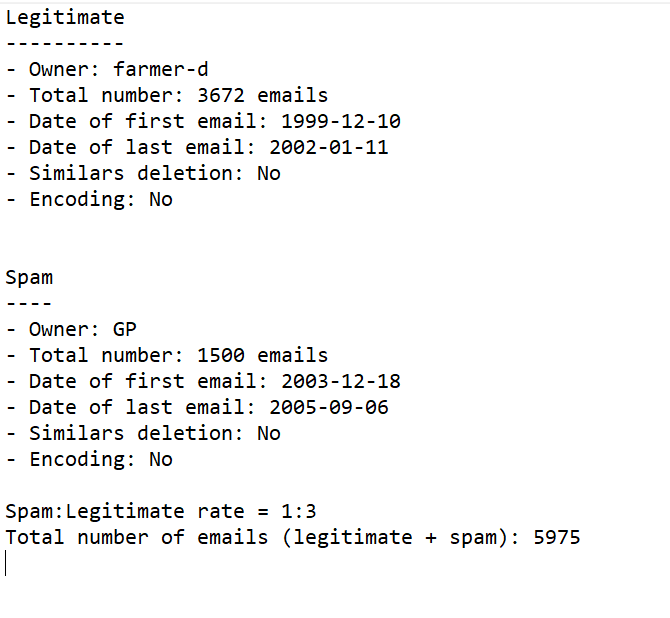 Legitimate
----------
- Owner: farmer-d
- Total number: 3672 emails
- Date of first email: 1999-12-10
- Date of last email: 2002-01-11
- Similars deletion: No
- Encoding: No
Spam
----
- Owner: GP
- Total number: 1500 emails
- Date of first email: 2003-12-18
- Date of last email: 2005-09-06
- Similars deletion: No
- Encoding: No
Spam:Legitimate rate = 1:3
Total number of emails (legitimate + spam): 5975